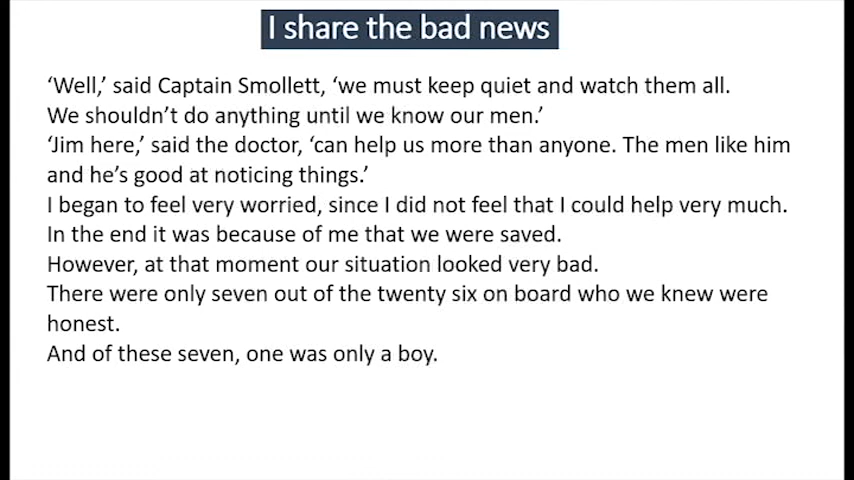 I share the bad news
‘Well,’ said Captain Smollett, ‘we must keep quiet and watch them all.
We shouldn’t do anything until we know our men.’
‘Jim here,’ said the doctor, ‘can help us more than anyone. The men like him
and he’s good at noticing things.’
I began to feel very worried, since I did not feel that I could help very much.
In the end it was because of me that we were saved.
However, at that moment our situation looked very bad.
There were only seven out of the twenty six on board who we knew were
honest.
And of these seven, one was only a boy.